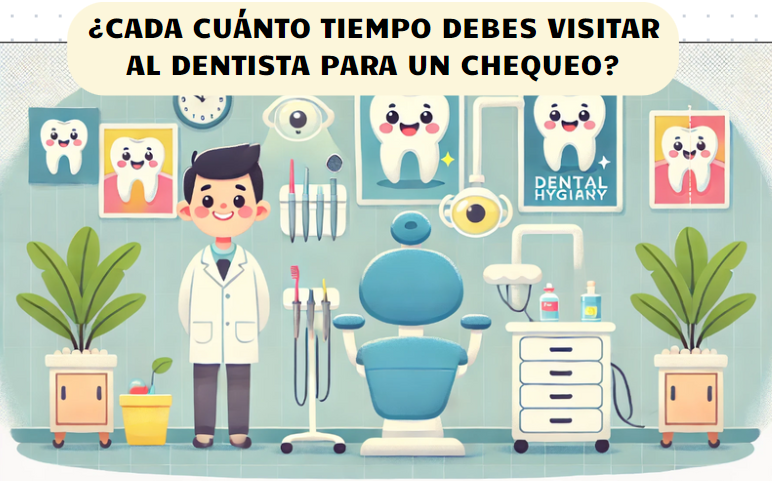 ¿CADA CUÁNTO TIEMPO DEBES VISITAR
AL DENTISTA PARA UN CHEQUEO?
DENTAL
HYGIANY